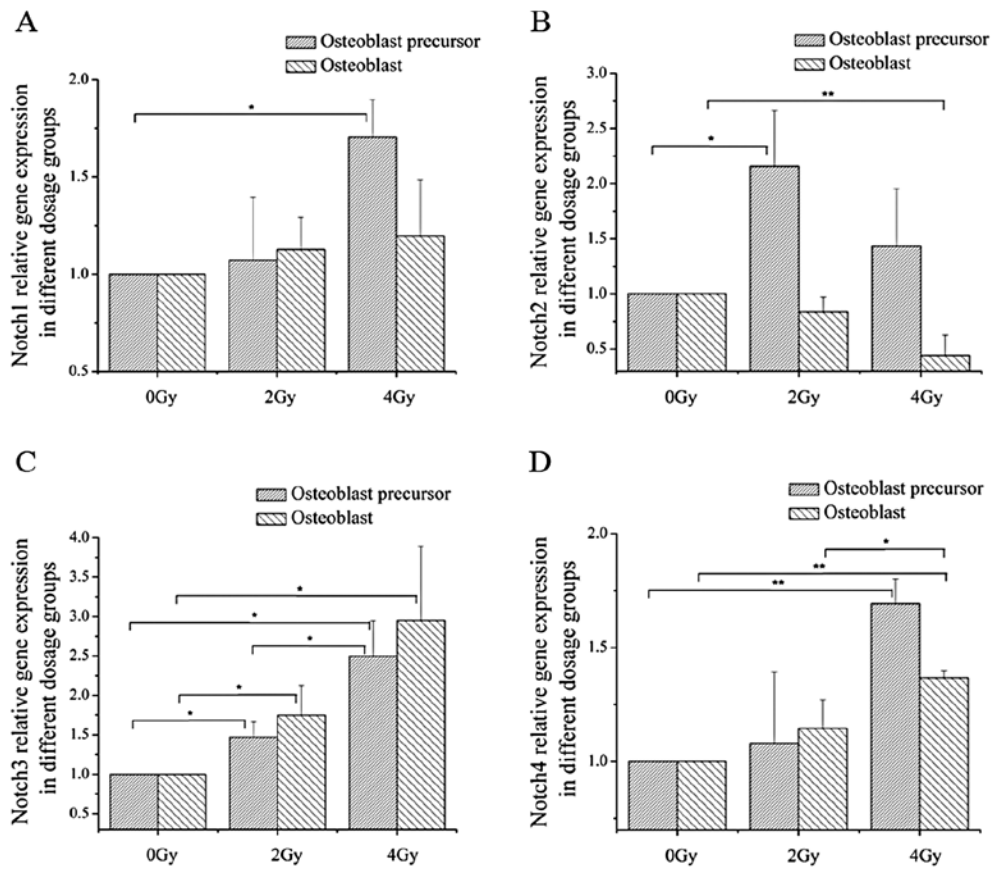 A
Osteoblast precursor
Osteoblast
Notch1 relative gene expression
in different dosage groups
2.0
1.5
1.0
0.5
*
0Gy
2Gy
4Gy
B
Osteoblast precursor
Osteoblast
Notch2 relative gene expression
in different dosage groups
3.0
2.5
2.0
1.5
1.0
0.5
**
*
0Gy
2Gy
4Gy
C
Osteoblast precursor
Osteoblast
Notch3 relative gene expression
in different dosage groups
4.0
3.5
3.0
2.5
2.0
1.5
1.0
0.5
*
*
*
*
*
0Gy
2Gy
4Gy
D
Osteoblast precursor
Osteoblast
Notch4 relative gene expression
in different dosage groups
2.0
1.5
1.0
*
**
**
0Gy
2Gy
4Gy